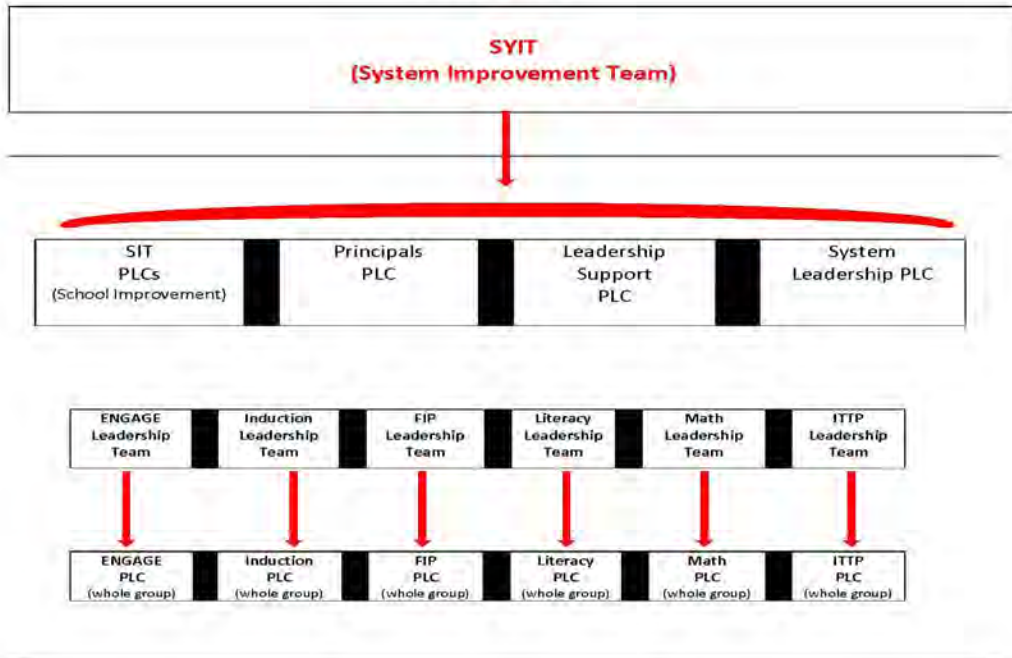 SYIT
(System Improvement Team)
SIT
PLCs
(School Improvement)
Principals
PLC
Leadership
Support
PLC
System
Leadership PLC
ENGAGE
Leadership
Team
Induction
Leadership
Team
FIP
Leadership
Team
Literacy
Leadership
Team
Math
Leadership
Team
ITTP
Leadership
Team
ENGAGE
PLC
(whole group)
Induction
PLC
(whole group)
FIP
PLC
(whole group)
Literacy
PLC
(whole group)
Math
PLC
(whole group)
ITTP
PLC
(whole group)